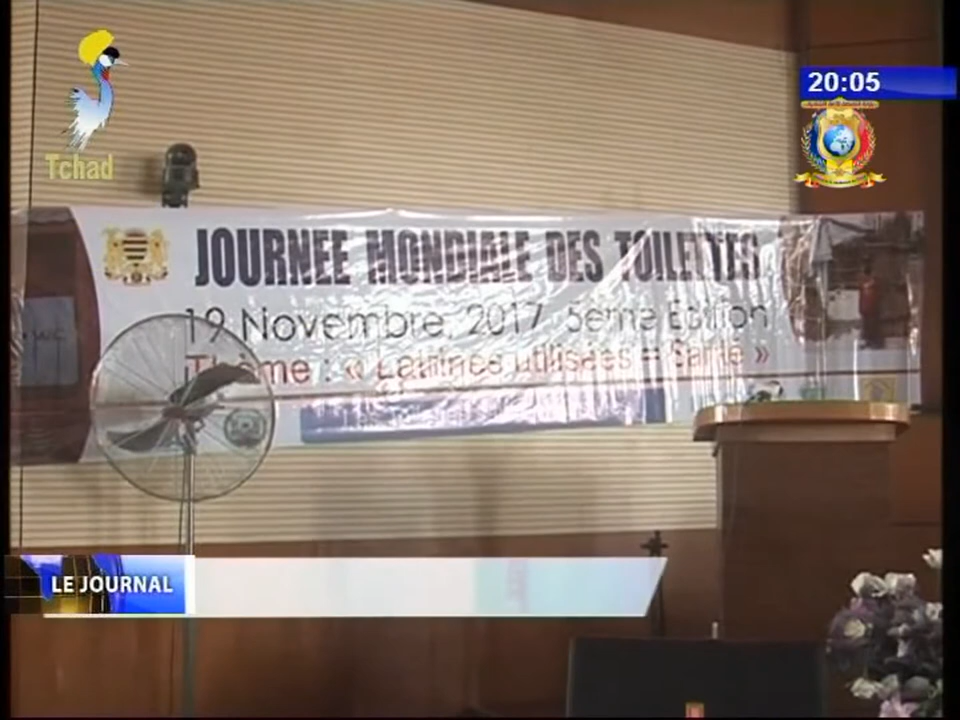 Tchad
20:05
JOURNEE MONDIALE DES TOILETTES
19 Novembre, 2017, 5ème Edition
Thème : « Latrines utilisées = Santé »
LE JOURNAL